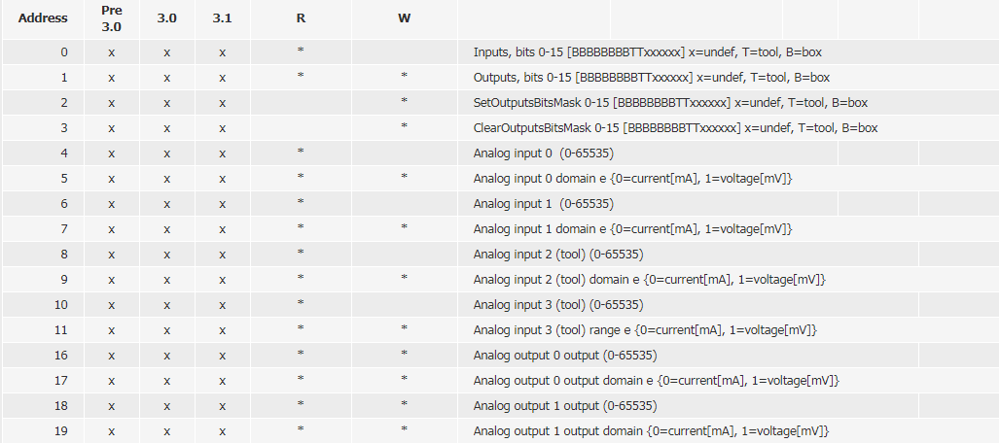 Address Pre 3.0 3.0 3.1 R W
0 x x x * Inputs, bits 0-15 [BBBBBBBBTTxxxxxx] x=undef, T=tool, B=box
1 x x x * * Outputs, bits 0-15 [BBBBBBBBTTxxxxxx] x=undef, T=tool, B=box
2 x x x * SetOutputsBitsMask 0-15 [BBBBBBBBTTxxxxxx] x=undef, T=tool, B=box
3 x x x * ClearOutputsBitsMask 0-15 [BBBBBBBBTTxxxxxx] x=undef, T=tool, B=box
4 x x x * Analog input 0  (0-65535)
5 x x x * * Analog input 0 domain e {0=current[mA], 1=voltage[mV]}
6 x x x * Analog input 1  (0-65535)
7 x x x * * Analog input 1 domain e {0=current[mA], 1=voltage[mV]}
8 x x x * Analog input 2 (tool) (0-65535)
9 x x x * * Analog input 2 (tool) domain e {0=current[mA], 1=voltage[mV]}
10 x x x * Analog input 3 (tool) (0-65535)
11 x x x * * Analog input 3 (tool) range e {0=current[mA], 1=voltage[mV]}
16 x x x * * Analog output 0 output (0-65535)
17 x x x * * Analog output 0 output domain e {0=current[mA], 1=voltage[mV]}
18 x x x * * Analog output 1 output (0-65535)
19 x x x * * Analog output 1 output domain {0=current[mA], 1=voltage[mV]}